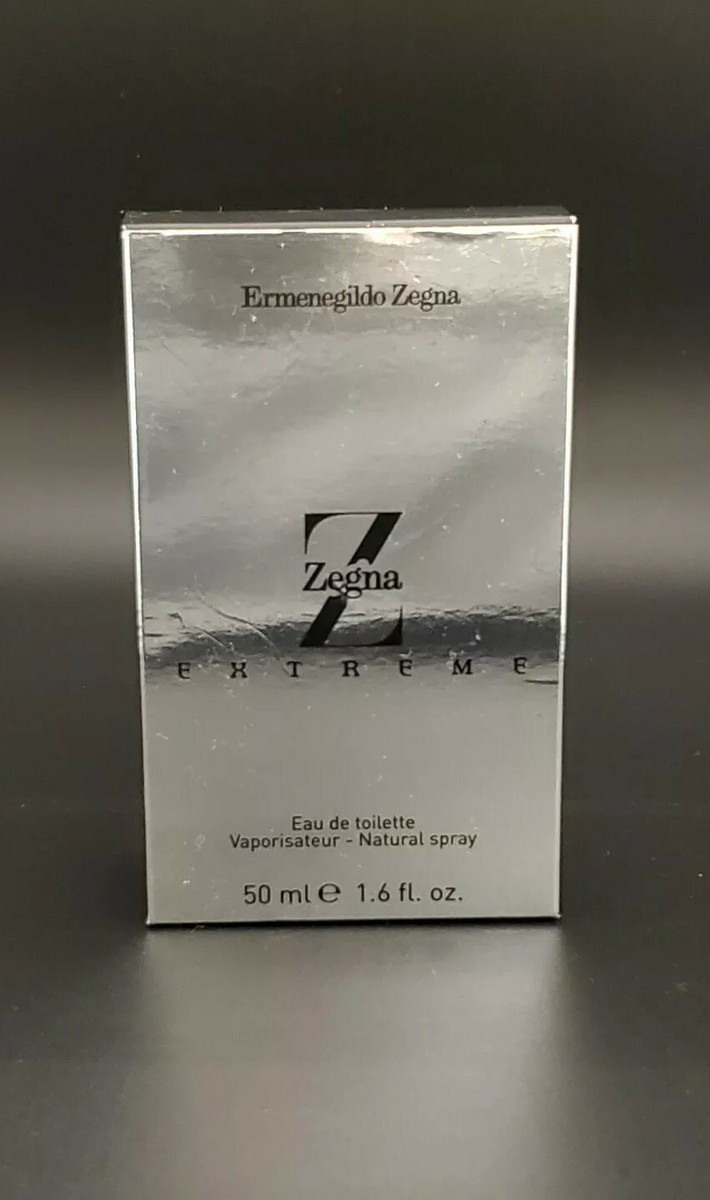 Ermenegildo Zegna
Z
Zegna
EXTREME
Eau de toilette
Vaporisateur - Natural spray
50 ml ℮ 1.6 fl. oz.